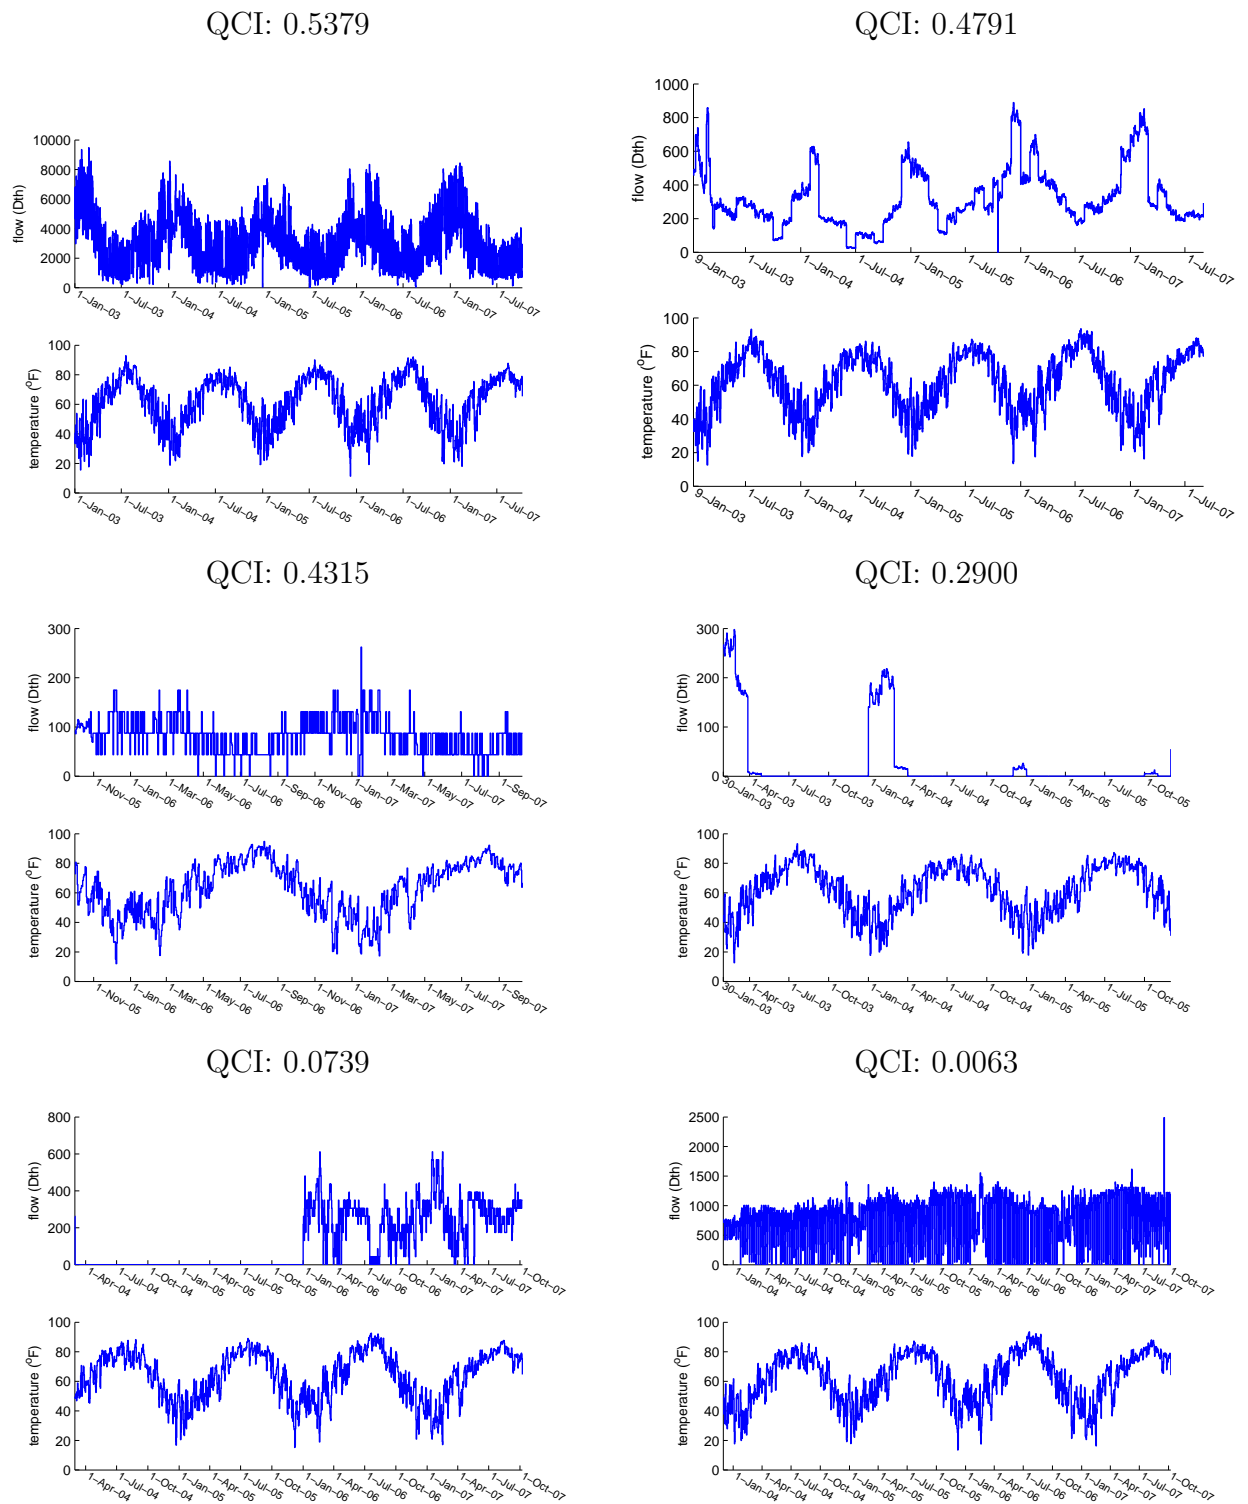 QCI: 0.5379
QCI: 0.4791
flow (Dth)
10000
8000
6000
4000
2000
0
1–Jan–03
1–Jul–03
1–Jan–04
1–Jul–04
1–Jan–05
1–Jul–05
1–Jan–06
1–Jul–06
1–Jan–07
1–Jul–07
temperature (°F)
100
80
60
40
20
0
1–Jan–03
1–Jul–03
1–Jan–04
1–Jul–04
1–Jan–05
1–Jul–05
1–Jan–06
1–Jul–06
1–Jan–07
1–Jul–07
flow (Dth)
1000
800
600
400
200
0
9–Jan–03
1–Jul–03
1–Jan–04
1–Jul–04
1–Jan–05
1–Jul–05
1–Jan–06
1–Jul–06
1–Jan–07
1–Jul–07
temperature (°F)
100
80
60
40
20
0
9–Jan–03
1–Jul–03
1–Jan–04
1–Jul–04
1–Jan–05
1–Jul–05
1–Jan–06
1–Jul–06
1–Jan–07
1–Jul–07
QCI: 0.4315
QCI: 0.2900
flow (Dth)
300
200
100
0
1–Nov–05
1–Jan–06
1–Mar–06
1–May–06
1–Jul–06
1–Sep–06
1–Nov–06
1–Jan–07
1–Mar–07
1–May–07
1–Jul–07
1–Sep–07
temperature (°F)
100
80
60
40
20
0
1–Nov–05
1–Jan–06
1–Mar–06
1–May–06
1–Jul–06
1–Sep–06
1–Nov–06
1–Jan–07
1–Mar–07
1–May–07
1–Jul–07
1–Sep–07
flow (Dth)
300
200
100
0
30–Jan–03
1–Apr–03
1–Jul–03
1–Oct–03
1–Jan–04
1–Apr–04
1–Jul–04
1–Oct–04
1–Jan–05
1–Apr–05
1–Jul–05
1–Oct–05
temperature (°F)
100
80
60
40
20
0
30–Jan–03
1–Apr–03
1–Jul–03
1–Oct–03
1–Jan–04
1–Apr–04
1–Jul–04
1–Oct–04
1–Jan–05
1–Apr–05
1–Jul–05
1–Oct–05
QCI: 0.0739
QCI: 0.0063
flow (Dth)
800
600
400
200
0
1–Apr–04
1–Jul–04
1–Oct–04
1–Jan–05
1–Apr–05
1–Jul–05
1–Oct–05
1–Jan–06
1–Apr–06
1–Jul–06
1–Oct–06
1–Jan–07
1–Apr–07
1–Jul–07
1–Oct–07
temperature (°F)
100
80
60
40
20
0
1–Apr–04
1–Jul–04
1–Oct–04
1–Jan–05
1–Apr–05
1–Jul–05
1–Oct–05
1–Jan–06
1–Apr–06
1–Jul–06
1–Oct–06
1–Jan–07
1–Apr–07
1–Jul–07
1–Oct–07
flow (Dth)
2500
2000
1500
1000
500
0
1–Jan–04
1–Apr–04
1–Jul–04
1–Oct–04
1–Jan–05
1–Apr–05
1–Jul–05
1–Oct–05
1–Jan–06
1–Apr–06
1–Jul–06
1–Oct–06
1–Jan–07
1–Apr–07
1–Jul–07
1–Oct–07
temperature (°F)
100
80
60
40
20
0
1–Jan–04
1–Apr–04
1–Jul–04
1–Oct–04
1–Jan–05
1–Apr–05
1–Jul–05
1–Oct–05
1–Jan–06
1–Apr–06
1–Jul–06
1–Oct–06
1–Jan–07
1–Apr–07
1–Jul–07
1–Oct–07